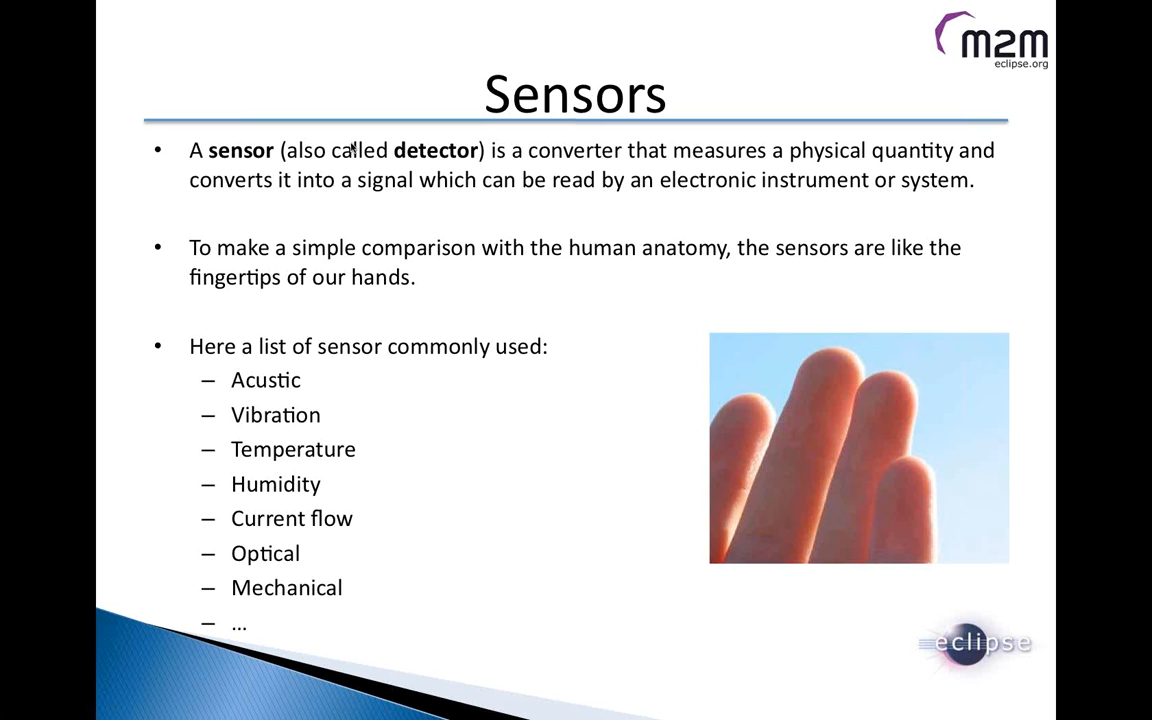 m2m
eclipse.org
Sensors
• A sensor (also called detector) is a converter that measures a physical quantity and
converts it into a signal which can be read by an electronic instrument or system.
• To make a simple comparison with the human anatomy, the sensors are like the
fingertips of our hands.
• Here a list of sensor commonly used:
– Acustic
– Vibration
– Temperature
– Humidity
– Current flow
– Optical
– Mechanical
– ...
eclipse